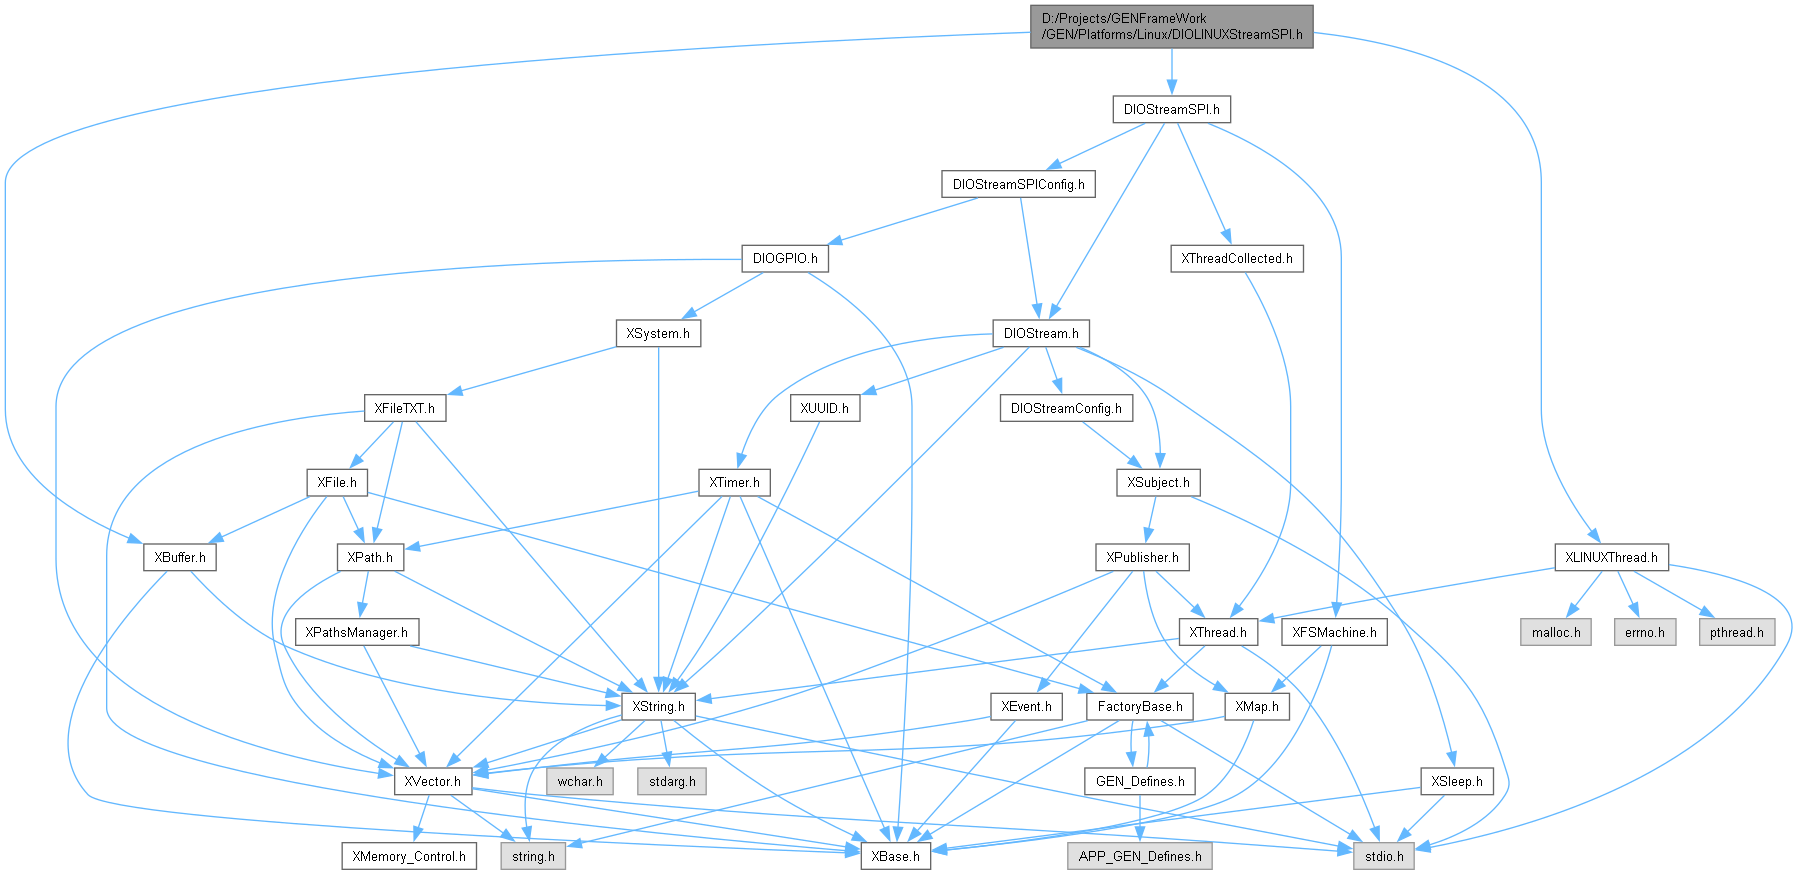 D:/Projects/GENFrameWork
/GEN/Platforms/Linux/DIOLINUXStreamSPI.h
DIOStreamSPI.h
DIOStreamSPIConfig.h
DIOGPIO.h
XThreadCollected.h
XSystem.h
DIOStream.h
XFileTXT.h
XUUID.h
DIOStreamConfig.h
XFile.h
XTimer.h
XSubject.h
XBuffer.h
XPath.h
XPublisher.h
XLINUXThread.h
XPathsManager.h
XThread.h
XFSMachine.h
malloc.h
errno.h
pthread.h
XString.h
XEvent.h
FactoryBase.h
XMap.h
XVector.h
wchar.h
stdarg.h
GEN_Defines.h
XSleep.h
XMemory_Control.h
string.h
XBase.h
APP_GEN_Defines.h
stdio.h